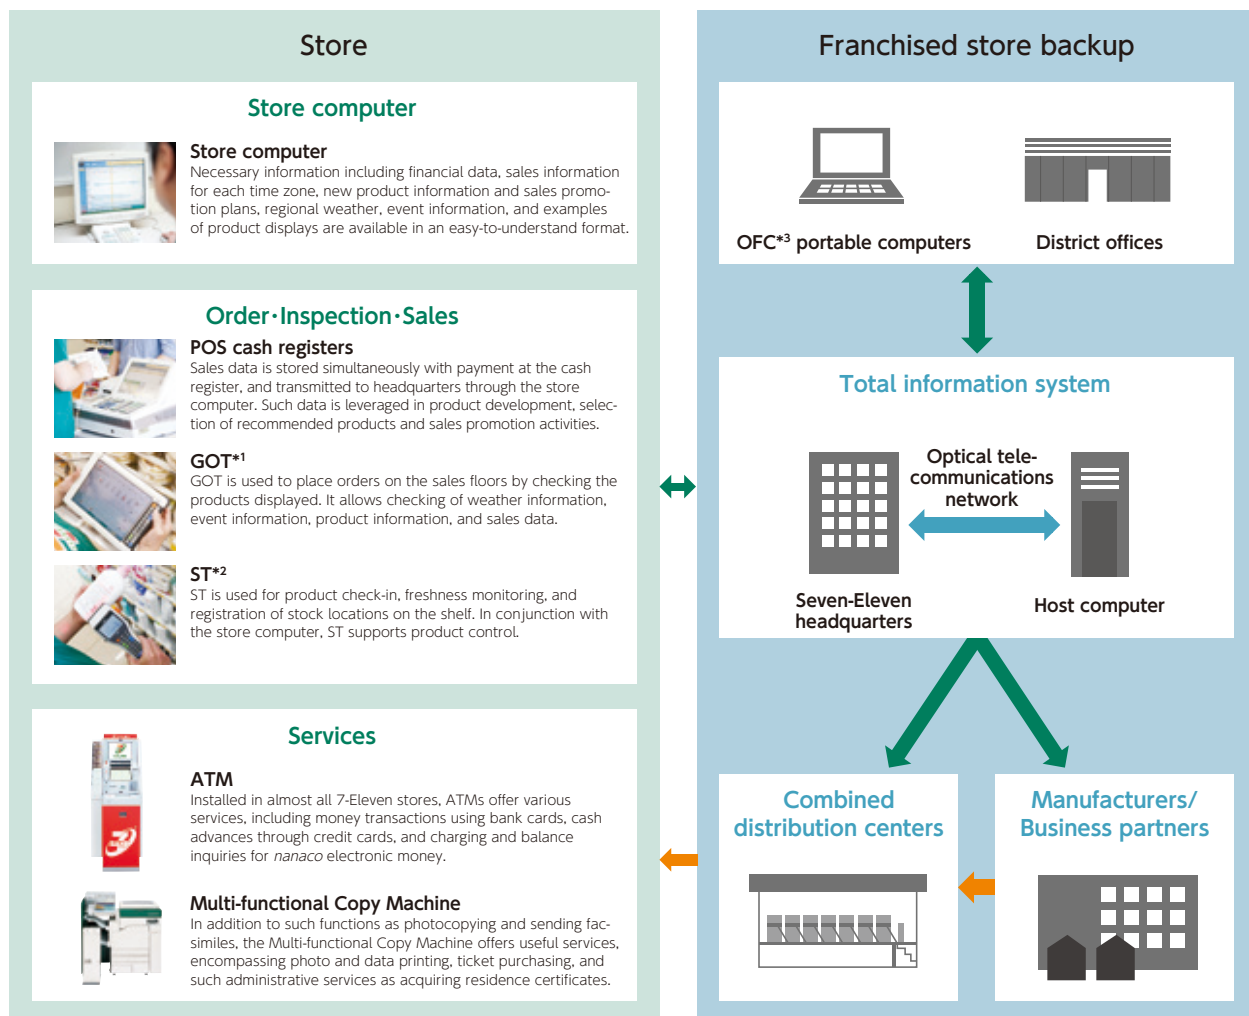 Store
Store computer
Store computer
Necessary information including financial data, sales information
for each time zone, new product information and sales promo-
tion plans, regional weather, event information, and examples
of product displays are available in an easy-to-understand format.
Order·Inspection·Sales
POS cash registers
Sales data is stored simultaneously with payment at the cash
register, and transmitted to headquarters through the store
computer. Such data is leveraged in product development, selec-
tion of recommended products and sales promotion activities.
GOT*1
GOT is used to place orders on the sales floors by checking the
products displayed. It allows checking of weather information,
event information, product information, and sales data.
ST*2
ST is used for product check-in, freshness monitoring, and
registration of stock locations on the shelf. In conjunction with
the store computer, ST supports product control.
Services
ATM
Installed in almost all 7-Eleven stores, ATMs offer various
services, including money transactions using bank cards, cash
advances through credit cards, and charging and balance
inquiries for nanaco electronic money.
Multi-functional Copy Machine
In addition to such functions as photocopying and sending fac-
similes, the Multi-functional Copy Machine offers useful services,
encompassing photo and data printing, ticket purchasing, and
such administrative services as acquiring residence certificates.
Franchised store backup
OFC*3 portable computers
District offices
Total information system
Optical tele-
communications
network
Seven-Eleven
headquarters
Host computer
Combined
distribution centers
Manufacturers/
Business partners